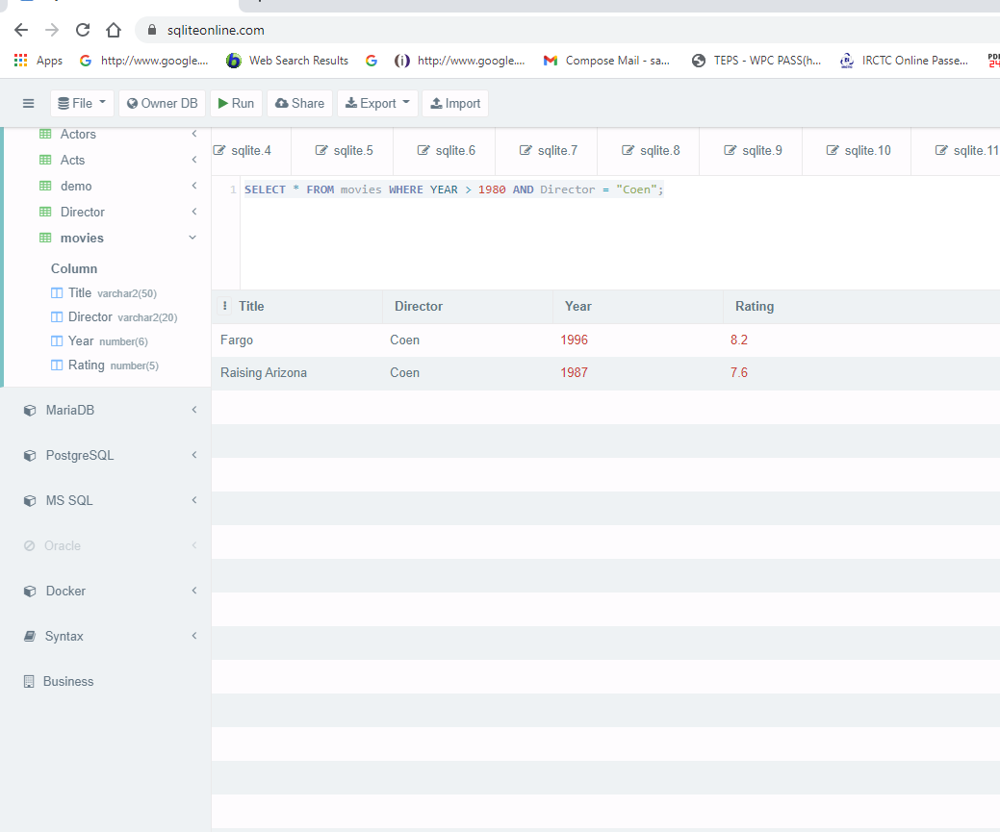 sqliteonline.com
Apps http://www.google.... Web Search Results http://www.google.... Compose Mail - sa... TEPS - WPC PASS(h... IRCTC Online Passe...
File Owner DB Run Share Export Import
Actors
Acts
demo
Director
movies
Column
Title varchar2(50)
Director varchar2(20)
Year number(6)
Rating number(5)
MariaDB
PostgreSQL
MS SQL
Oracle
Docker
Syntax
Business
sqlite.4 sqlite.5 sqlite.6 sqlite.7 sqlite.8 sqlite.9 sqlite.10 sqlite.11
1 SELECT * FROM movies WHERE YEAR > 1980 AND Director = "Coen";
Title Director Year Rating
Fargo Coen 1996 8.2
Raising Arizona Coen 1987 7.6